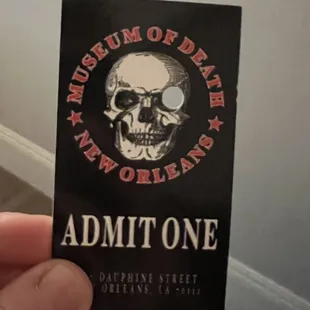 MUSEUM OF DEATH
NEW ORLEANS
ADMIT ONE
DAUPHINE STREET
ORLEANS, LA